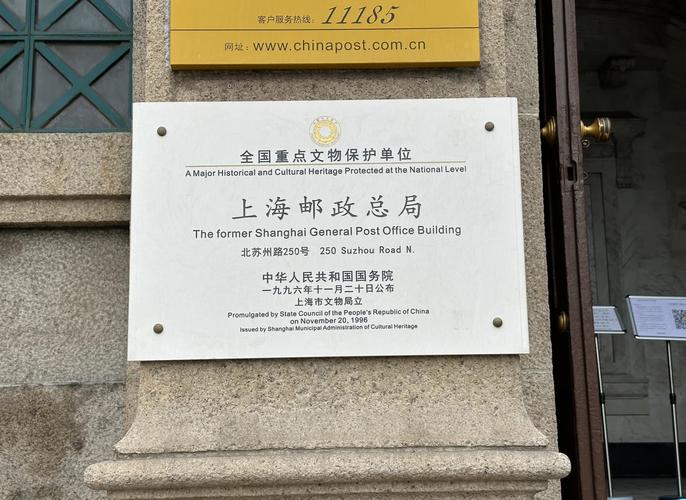 客户服务热线：11185
网址：www.chinapost.com.cn
全国重点文物保护单位
A Major Historical and Cultural Heritage Protected at the National Level
上海邮政总局
The former Shanghai General Post Office Building
北苏州路250号 250 Suzhou Road N.
中华人民共和国国务院
一九九六年十一月二十日公布
上海市文物局立
Promulgated by State Council of the People's Republic of China
on November 20, 1996
Issued by Shanghai Municipal Administration of Cultural Heritage